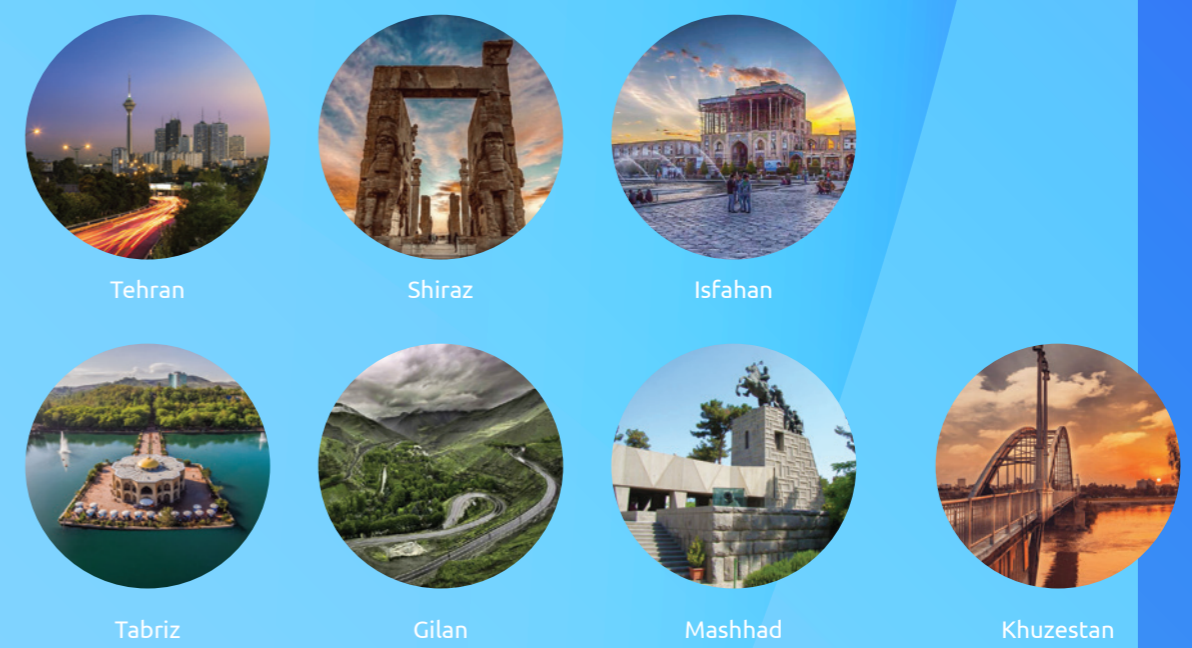 Tehran
Shiraz
Isfahan
Tabriz
Gilan
Mashhad
Khuzestan